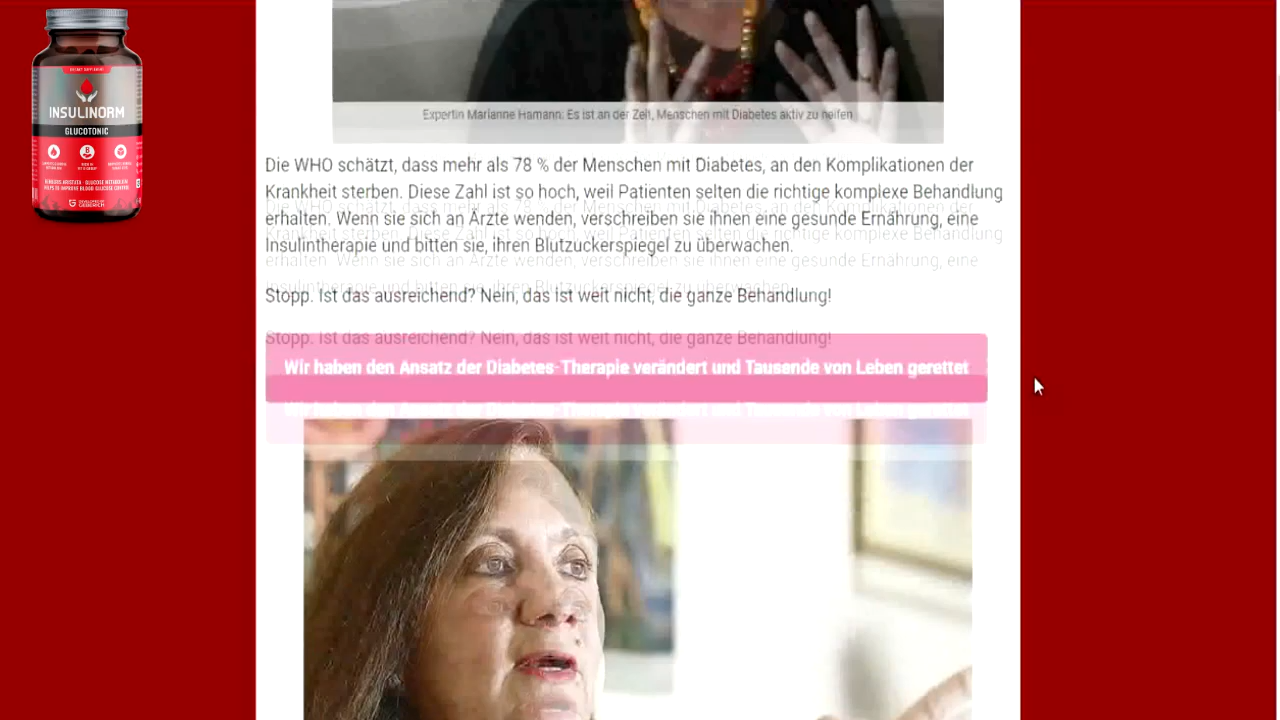 INSULINORM
GLUCOTONIC
Expertin Marianne Hamann: Es ist an der Zeit, Menschen mit Diabetes aktiv zu helfen
Die WHO schätzt, dass mehr als 78 % der Menschen mit Diabetes, an den Komplikationen der
Krankheit sterben. Diese Zahl ist so hoch, weil Patienten selten die richtige komplexe Behandlung
erhalten. Wenn sie sich an Ärzte wenden, verschreiben sie ihnen eine gesunde Ernährung, eine
Insulintherapie und bitten sie, ihren Blutzuckerspiegel zu überwachen.
Stopp. Ist das ausreichend? Nein, das ist weit nicht, die ganze Behandlung!
Wir haben den Ansatz der Diabetes-Therapie verändert und Tausende von Leben gerettet